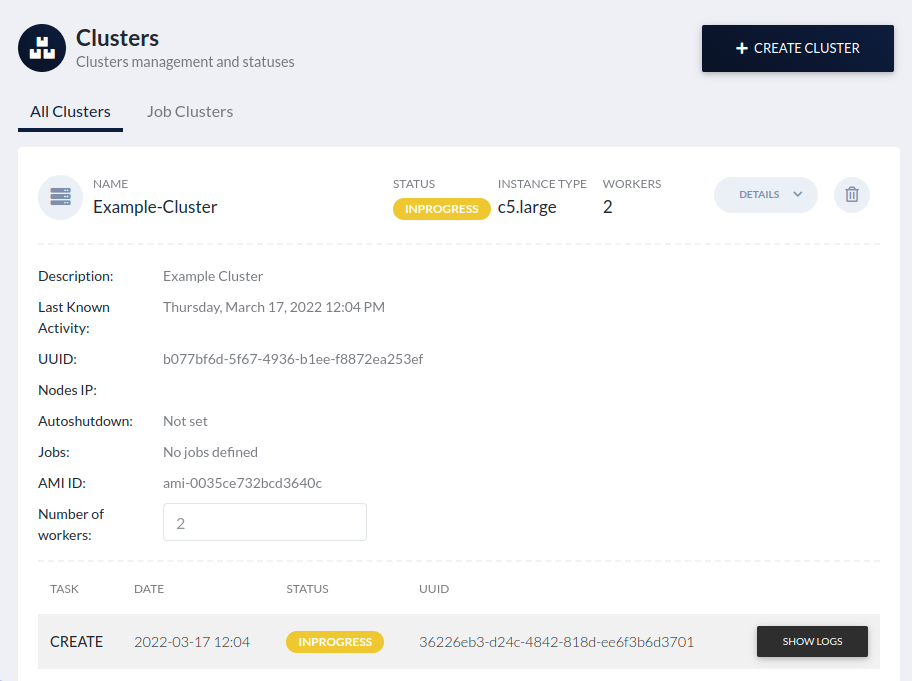 Clusters
Clusters management and statuses
+ CREATE CLUSTER
All Clusters
Job Clusters
NAME
STATUS
INSTANCE TYPE
WORKERS
Example-Cluster
INPROGRESS
c5.large
2
DETAILS
Description:
Example Cluster
Last Known
Activity:
Thursday, March 17, 2022 12:04 PM
UUID:
b077bf6d-5f67-4936-b1ee-f8872ea253ef
Nodes IP:
Autoshutdown:
Not set
Jobs:
No jobs defined
AMI ID:
ami-0035ce732bcd3640c
Number of
workers:
2
TASK
DATE
STATUS
UUID
CREATE
2022-03-17 12:04
INPROGRESS
36226eb3-d24c-4842-818d-ee6f3b6d3701
SHOW LOGS